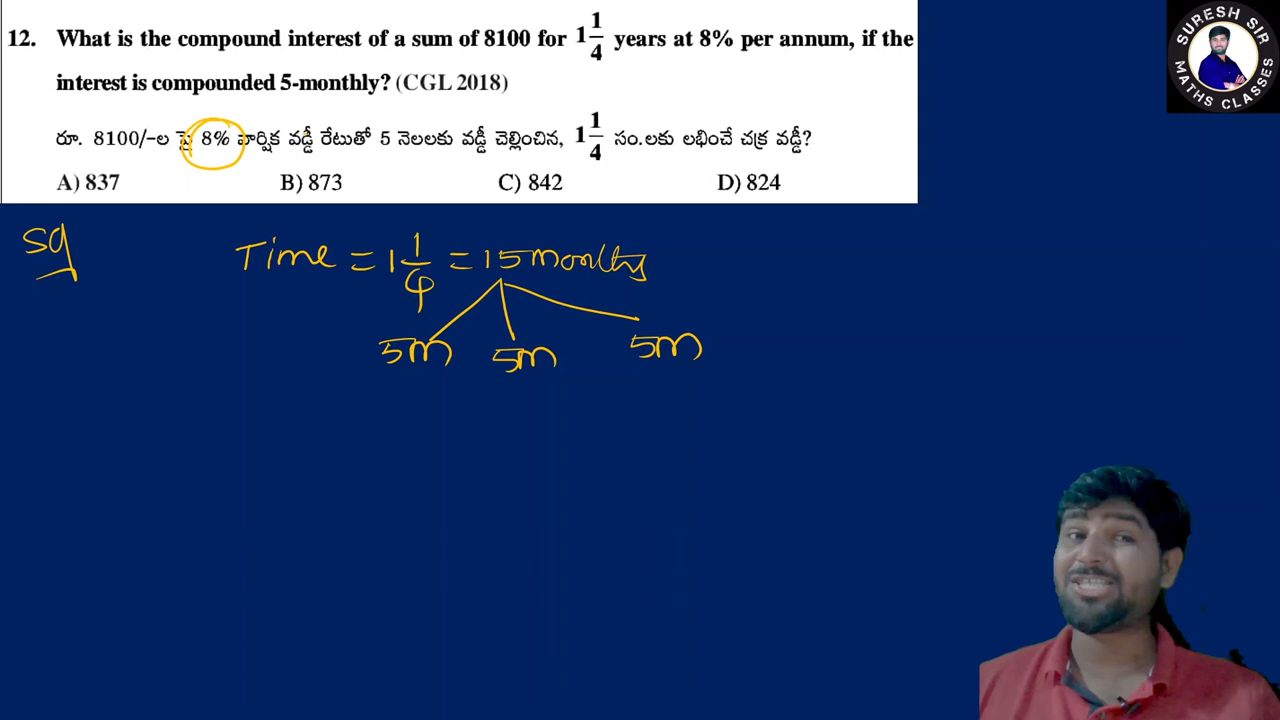 12. What is the compound interest of a sum of 8100 for 1 1/4 years at 8% per annum, if the
interest is compounded 5-monthly? (CGL 2018)
రూ. 8100/-ల పై 8% వార్షిక వడ్డీ రేటుతో 5 నెలలకు వడ్డీ చెల్లించిన, 1 1/4 సం.లకు లభించే చక్ర వడ్డీ?
A) 837 B) 873 C) 842 D) 824
SURESH SIR
MATHS CLASSES
Time = 1 1/4 = 15 months
5m 5m 5m